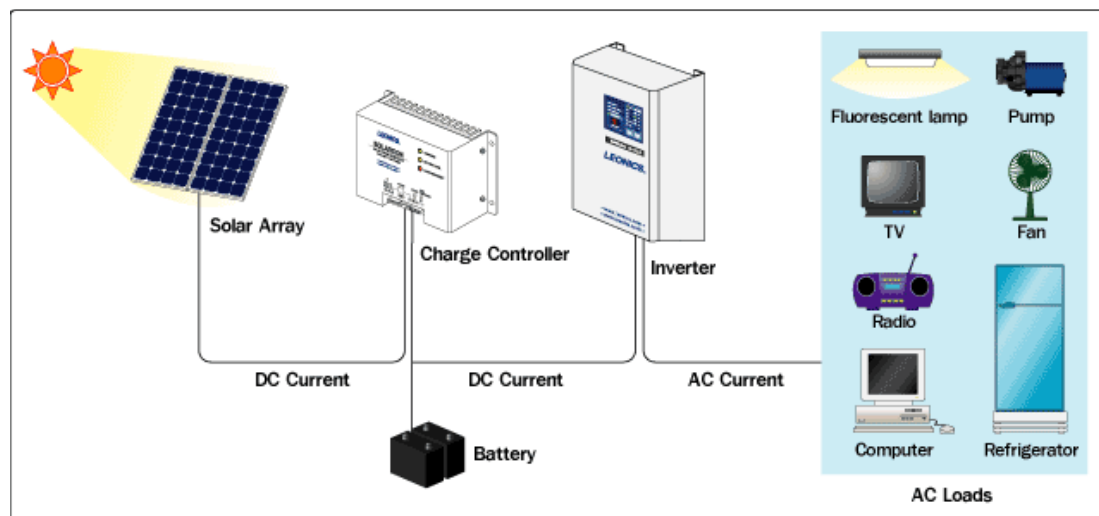 Fluorescent lamp
Pump
LEONICS
SOLARCON
LEONICS
Solar Array
Charge Controller
Inverter
TV
Fan
Radio
DC Current
DC Current
AC Current
Battery
Computer
Refrigerator
AC Loads